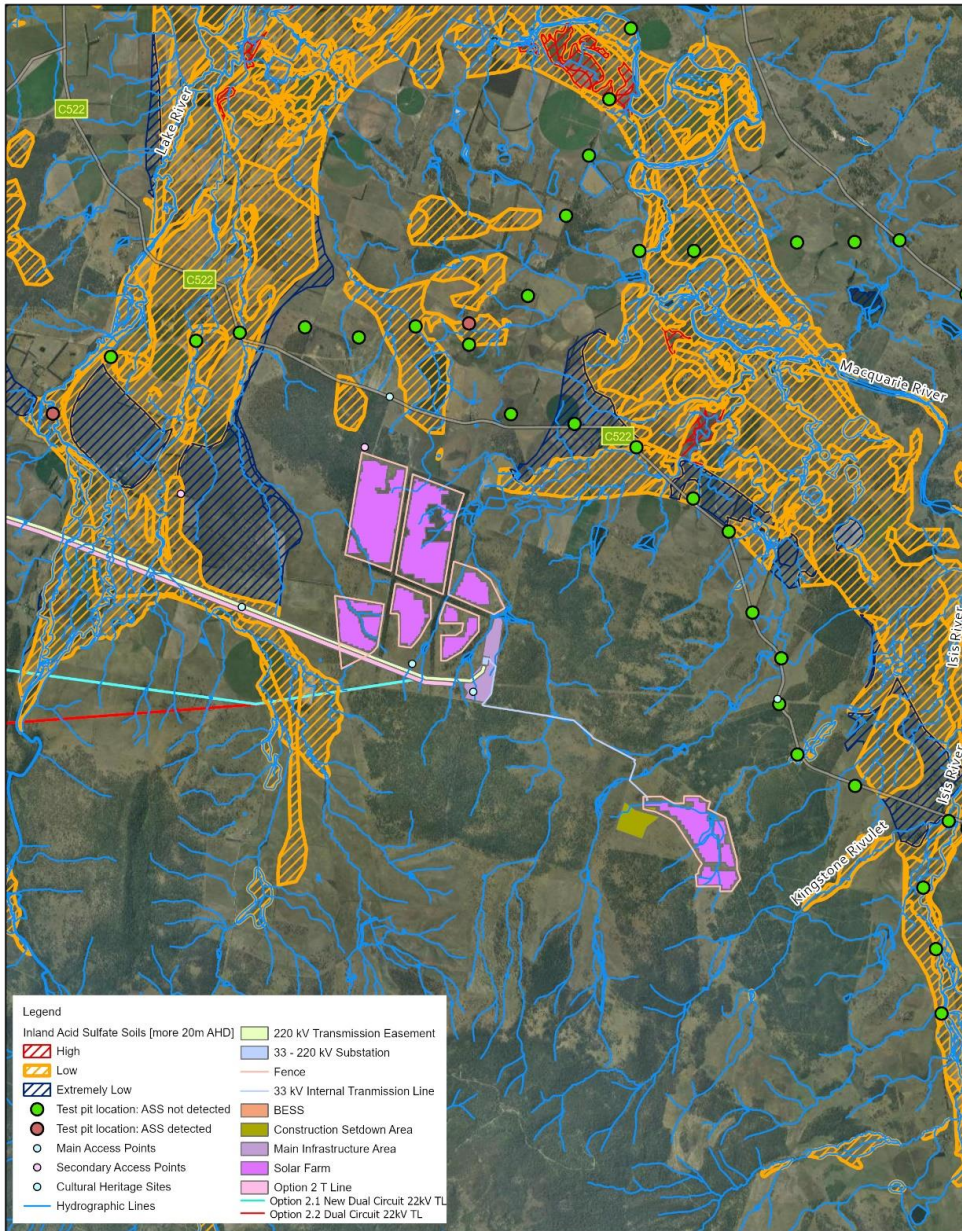 C522
Lake River
C522
Macquarie River
C522
Isis River
Isis River
Kingstone Rivulet
Legend
Inland Acid Sulfate Soils [more 20m AHD]
High
Low
Extremely Low
Test pit location: ASS not detected
Test pit location: ASS detected
Main Access Points
Secondary Access Points
Cultural Heritage Sites
Hydrographic Lines
220 kV Transmission Easement
33 - 220 kV Substation
Fence
33 kV Internal Tranmission Line
BESS
Construction Setdown Area
Main Infrastructure Area
Solar Farm
Option 2 T Line
Option 2.1 New Dual Circuit 22kV TL
Option 2.2 Dual Circuit 22kV TL